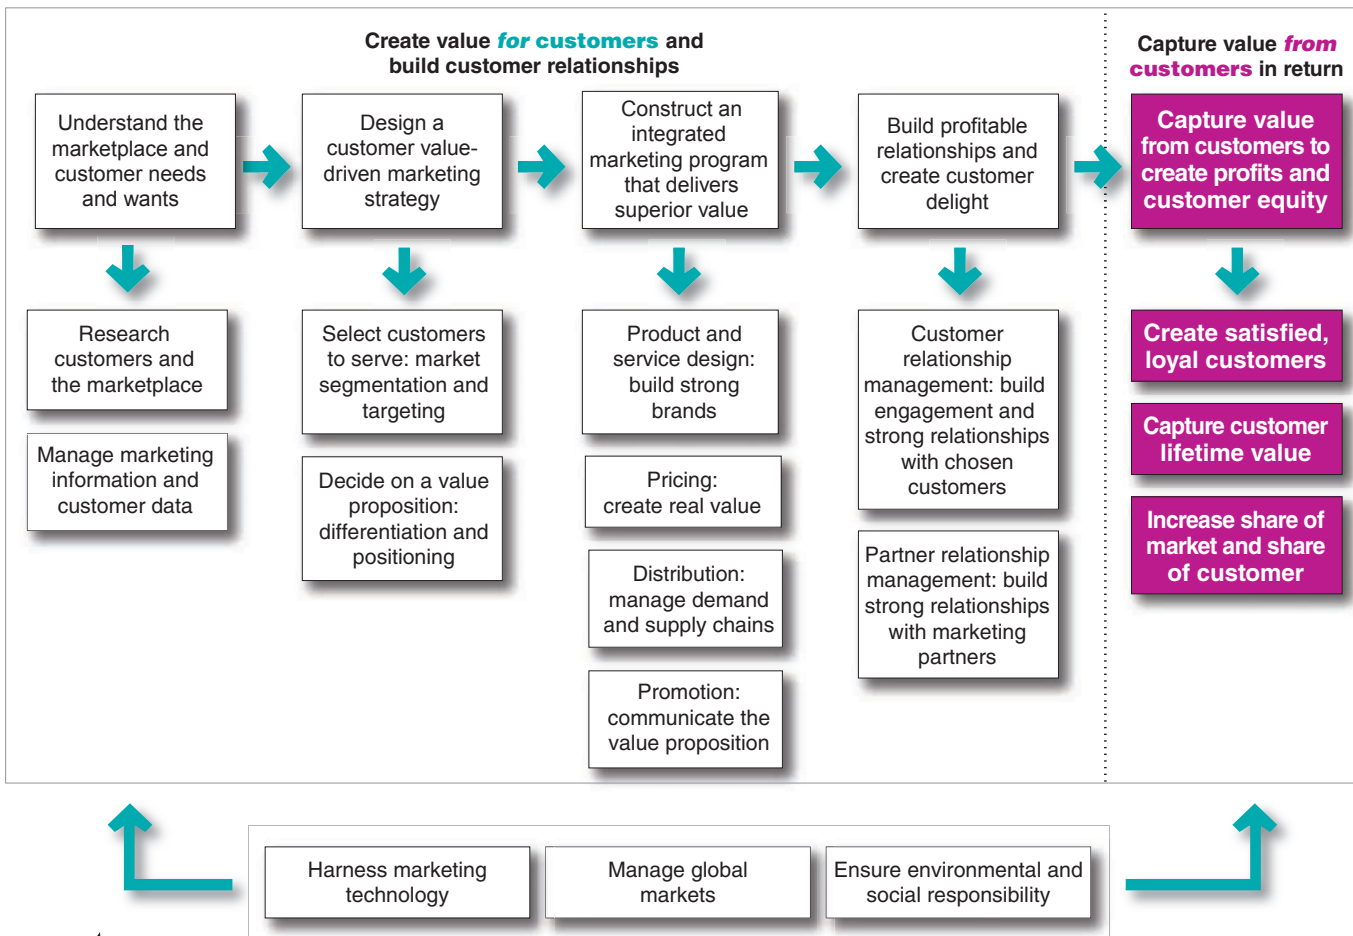 Create value for customers and
build customer relationships
Capture value from
customers in return
Understand the
marketplace and
customer needs
and wants
Design a
customer value-
driven marketing
strategy
Construct an
integrated
marketing program
that delivers
superior value
Build profitable
relationships and
create customer
delight
Capture value
from customers to
create profits and
customer equity
Research
customers and
the marketplace
Manage marketing
information and
customer data
Select customers
to serve: market
segmentation and
targeting
Decide on a value
proposition:
differentiation and
positioning
Product and
service design:
build strong
brands
Pricing:
create real value
Distribution:
manage demand
and supply chains
Promotion:
communicate the
value proposition
Customer
relationship
management: build
engagement and
strong relationships
with chosen
customers
Partner relationship
management: build
strong relationships
with marketing
partners
Create satisfied,
loyal customers
Capture customer
lifetime value
Increase share of
market and share
of customer
Harness marketing
technology
Manage global
markets
Ensure environmental and
social responsibility